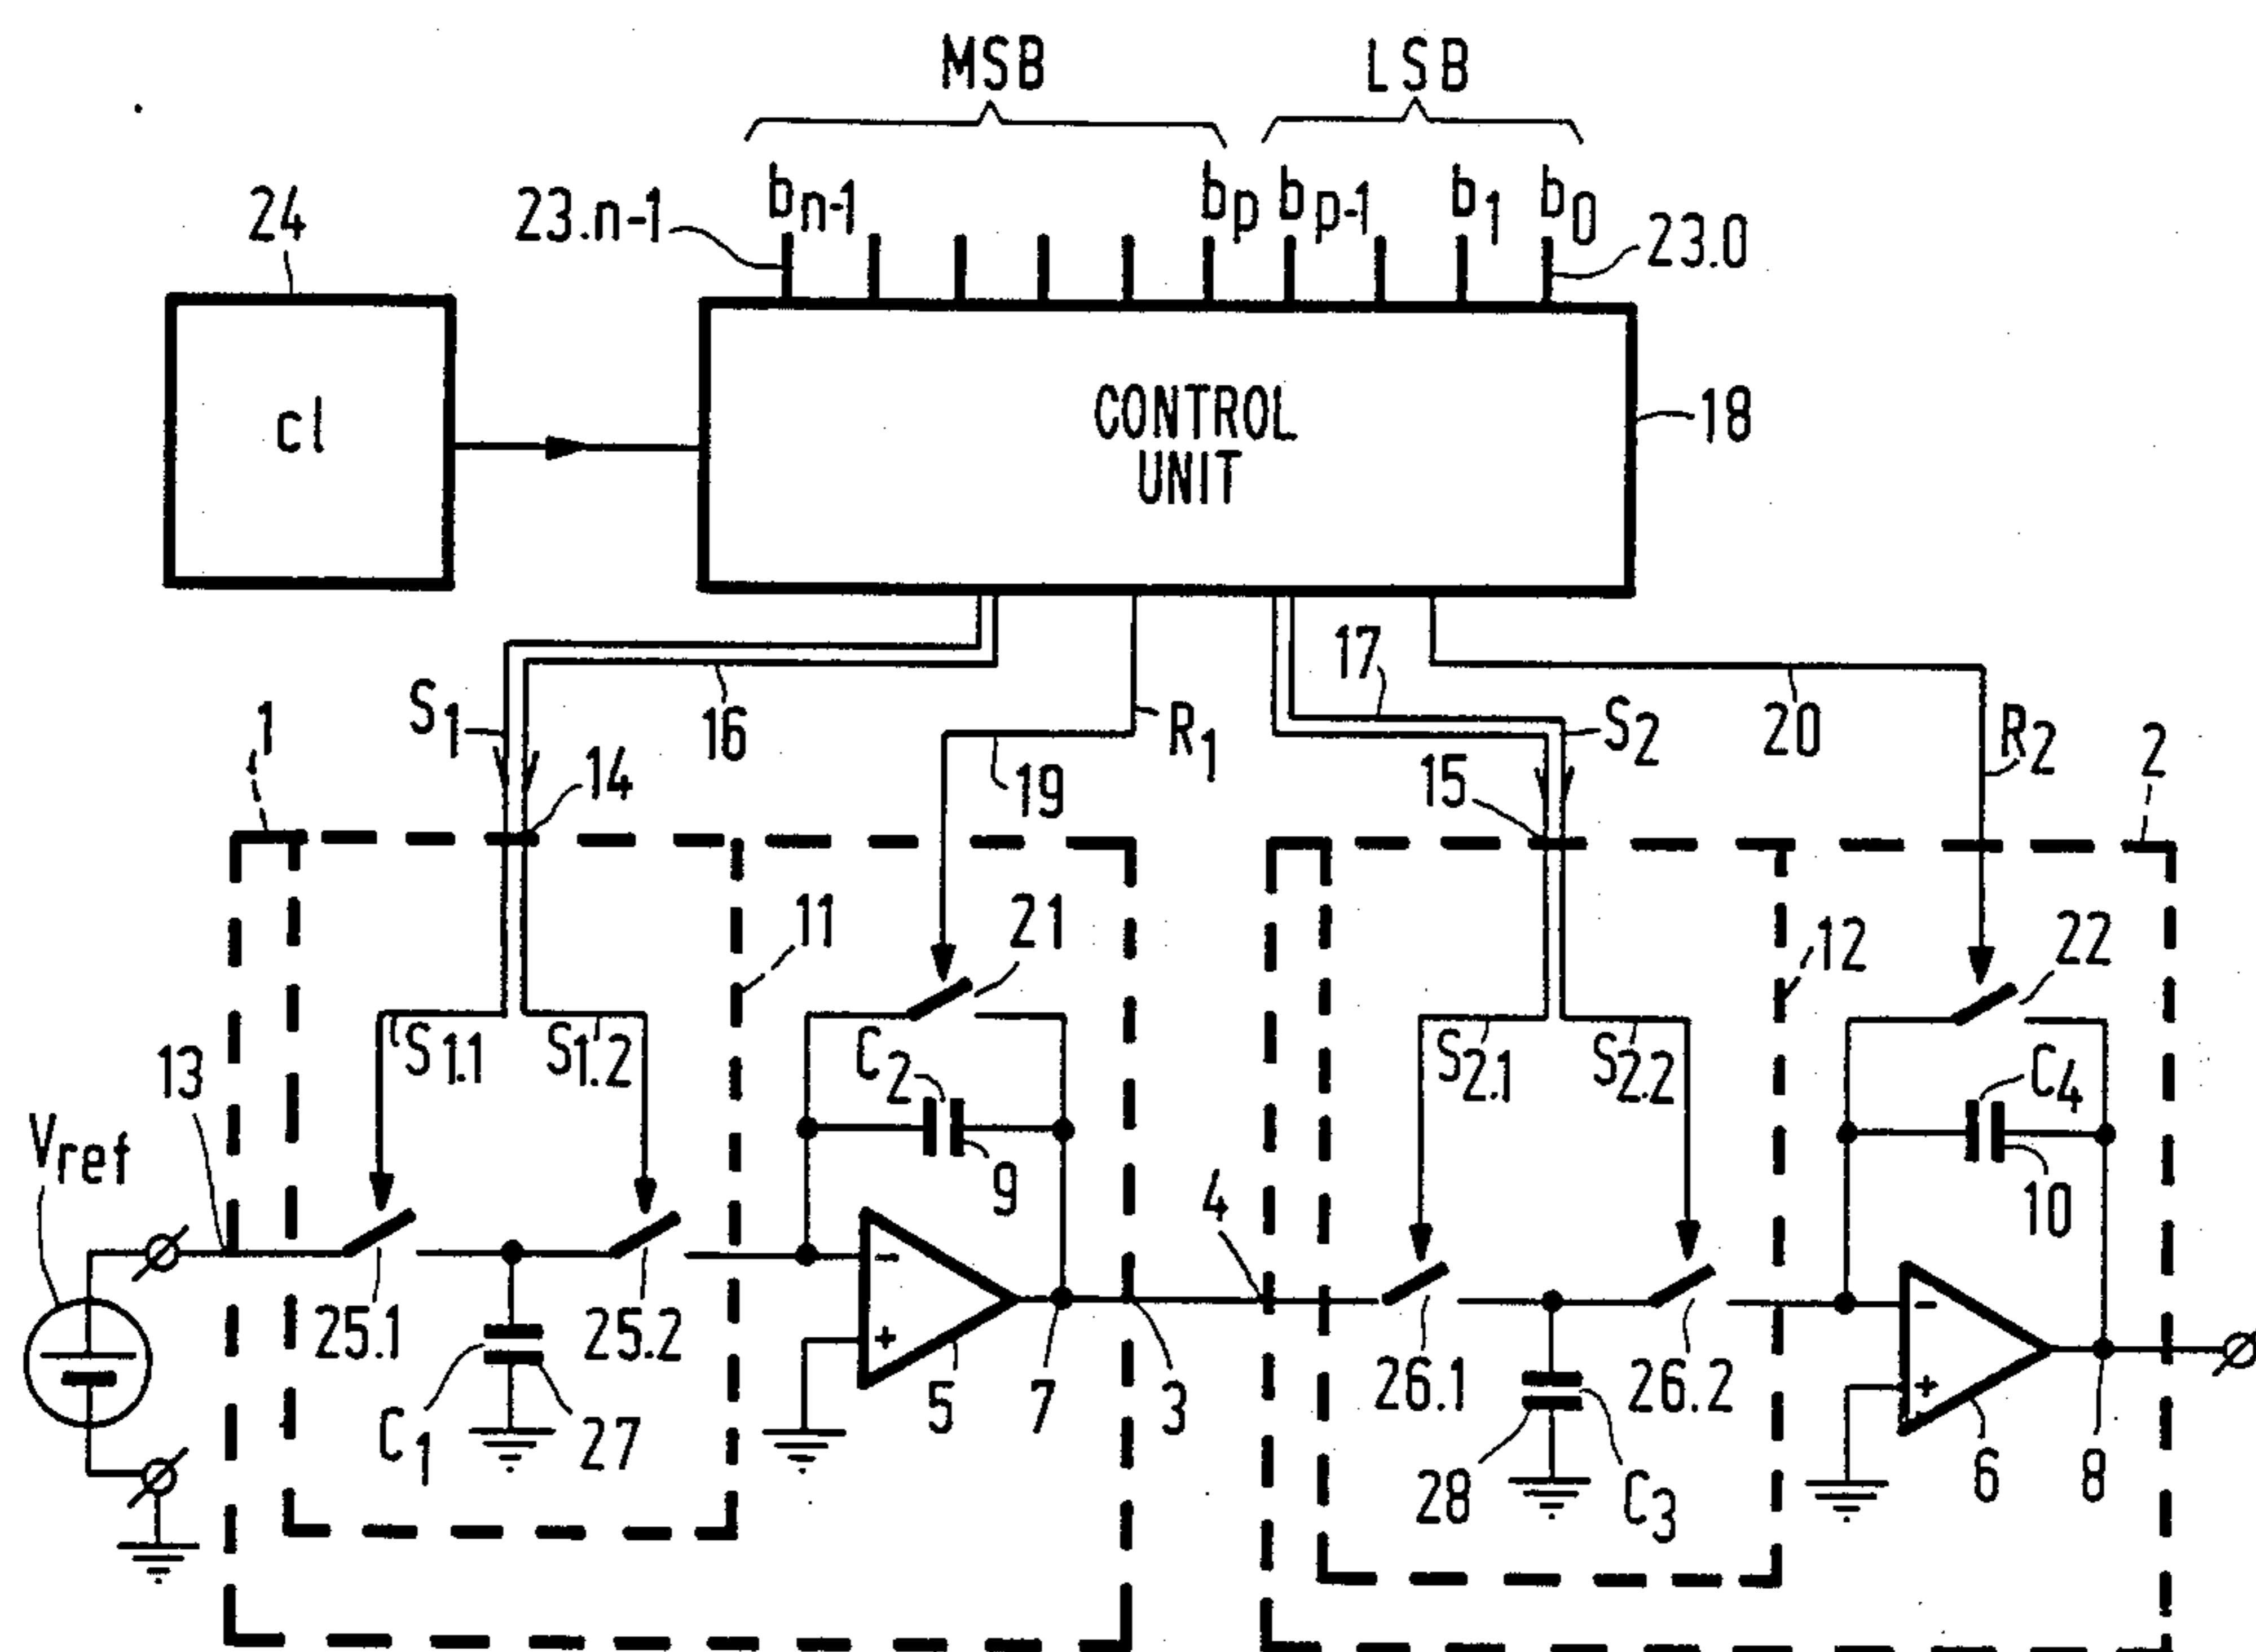 MSB LSB
bn-1 bp bp-1 b1 b0
24 23.n-1 23.0
cl
CONTROL
UNIT
18
S1 16 R1 17 S2 20 R2
1 14 19 15 2
11 21 12 22
13 S1.1 S1.2 C2 S2.1 S2.2 C4
Vref 9 4 10
- -
25.1 25.2 + 26.1 26.2 +
C1 27 5 7 3 28 C3 6 8